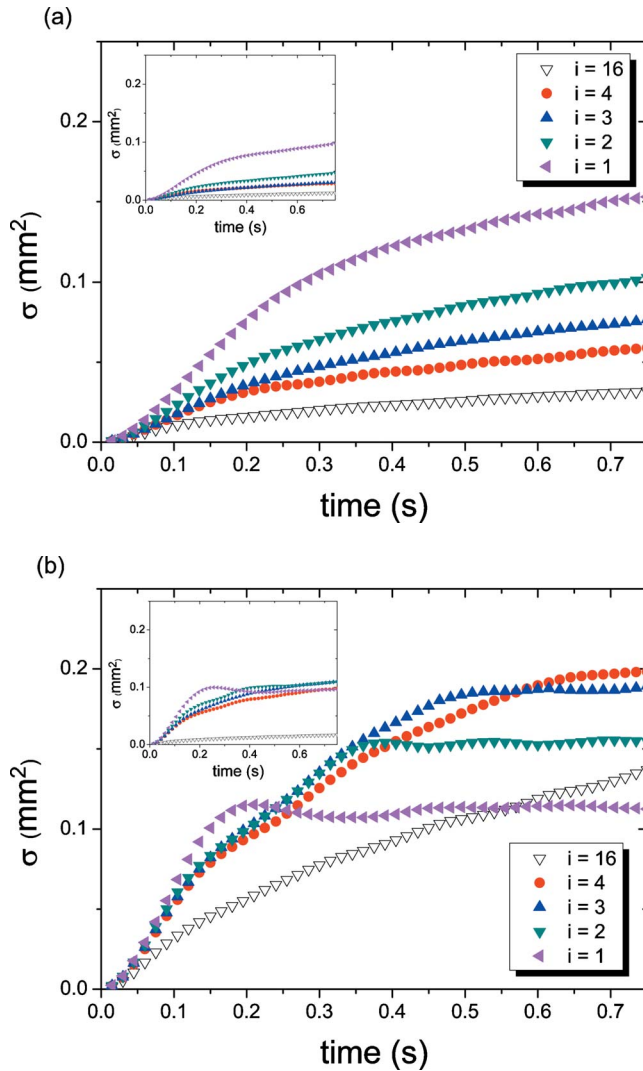 (a)
σ (mm²)
0.2
0.1
0.0
0.0 0.1 0.2 0.3 0.4 0.5 0.6 0.7
time (s)
σ (mm²)
0.2
0.1
0.0
0.0 0.2 0.4 0.6
time (s)
i = 16
i = 4
i = 3
i = 2
i = 1
(b)
σ (mm²)
0.2
0.1
0.0
0.0 0.1 0.2 0.3 0.4 0.5 0.6 0.7
time (s)
σ (mm²)
0.2
0.1
0.0
0.0 0.2 0.4 0.6
time (s)
i = 16
i = 4
i = 3
i = 2
i = 1